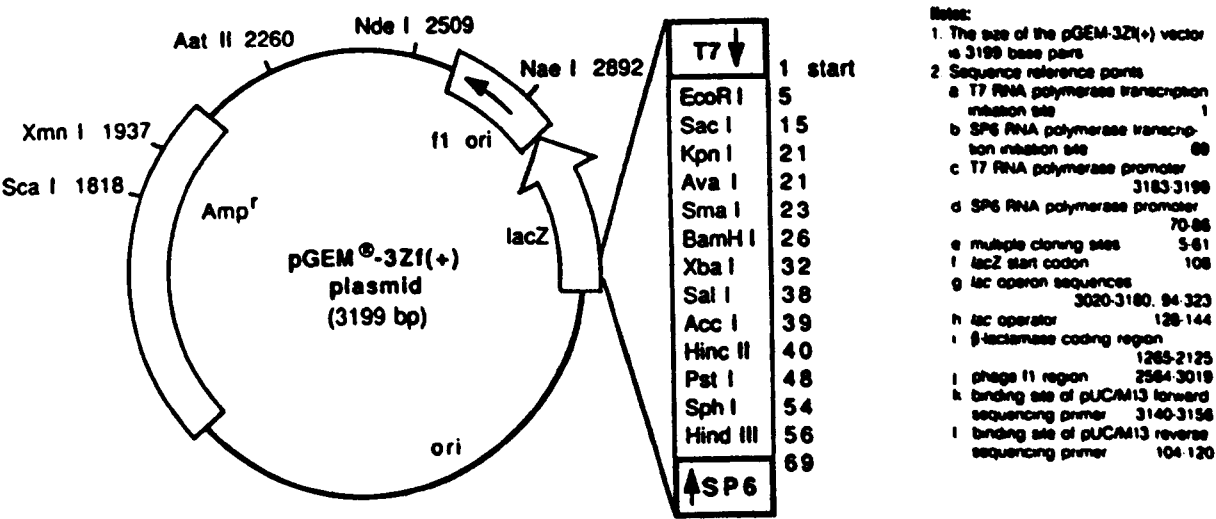 Nde I 2509
Aat II 2260
Nae I 2892
Xmn I 1937
f1 ori
Sca I 1818
Ampr
lacZ
pGEM®-3Zf(+)
plasmid
(3199 bp)
ori
T7
1 start
EcoR I 5
Sac I 15
Kpn I 21
Ava I 21
Sma I 23
BamH I 26
Xba I 32
Sal I 38
Acc I 39
Hinc II 40
Pst I 48
Sph I 54
Hind III 56
69
SP6
Notes:
1. The size of the pGEM-3Zf(+) vector
is 3199 base pairs
2 Sequence reference points
a T7 RNA polymerase transcription
initiation site 1
b SP6 RNA polymerase transcrip-
tion initiation site 69
c T7 RNA polymerase promoter
3183-3199
d SP6 RNA polymerase promoter
70-86
e multiple cloning sites 5-61
f lacZ start codon 108
g lac operon sequences
3020-3180, 94-323
h lac operator 128-144
i β-lactamase coding region
1265-2125
j phage f1 region 2564-3019
k binding site of pUC/M13 forward
sequencing primer 3140-3156
l binding site of pUC/M13 reverse
sequencing primer 104-120